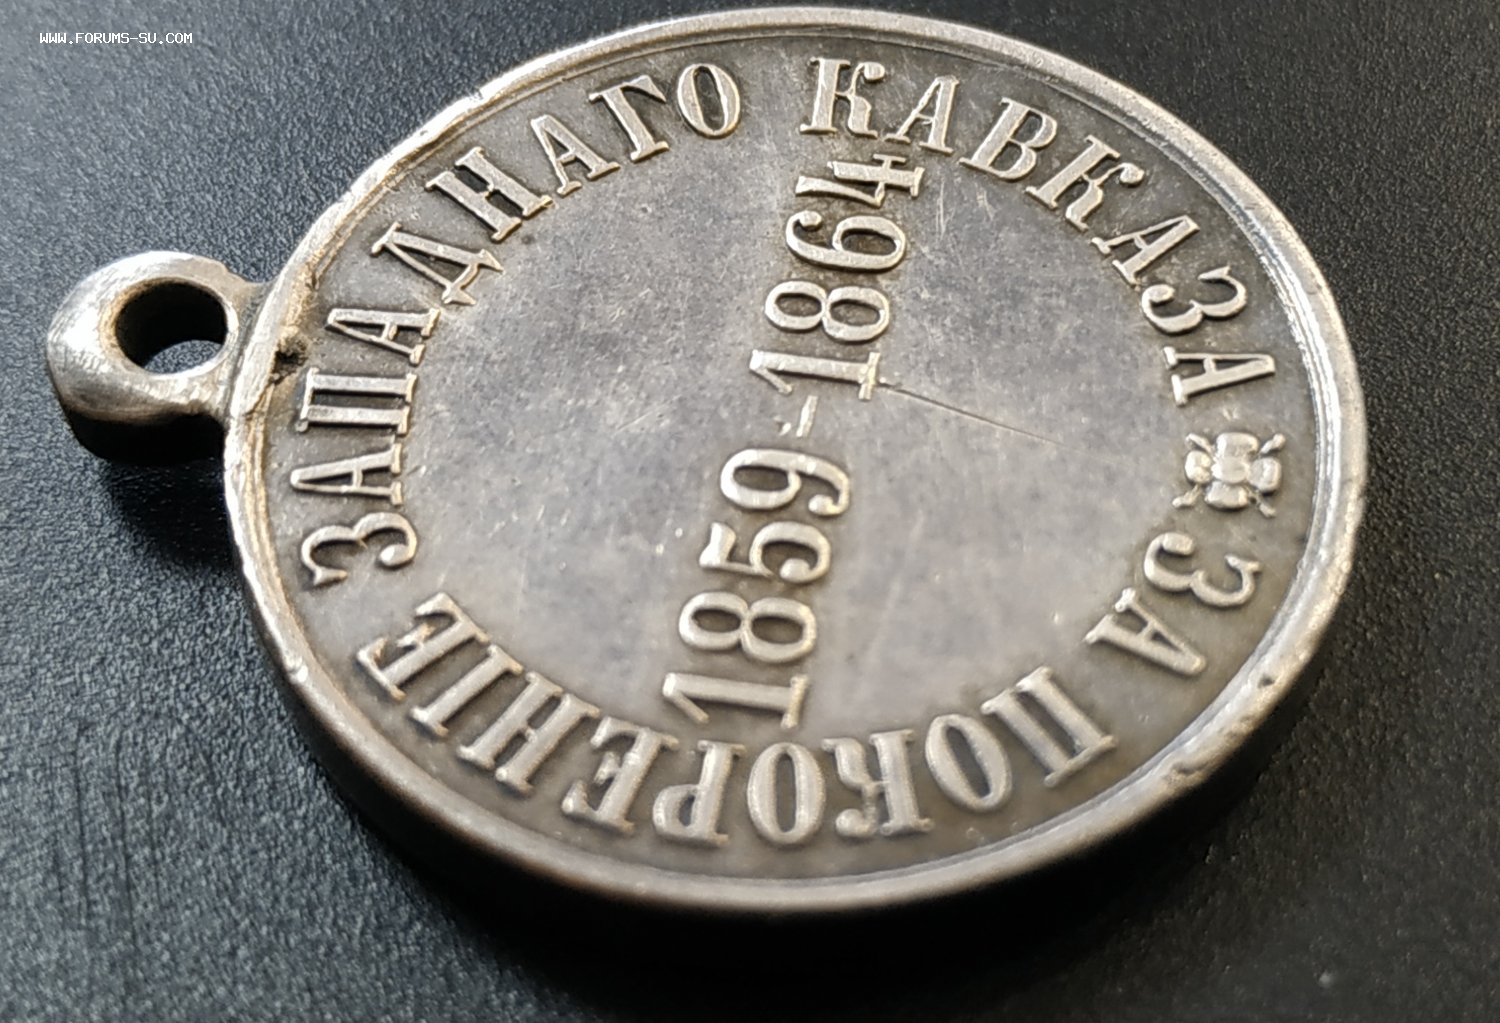 WWW.FORUMS-SU.COM
ЗА ПОКОРЕНІЕ ЗАПАДНАГО КАВКАЗА
1859-1864